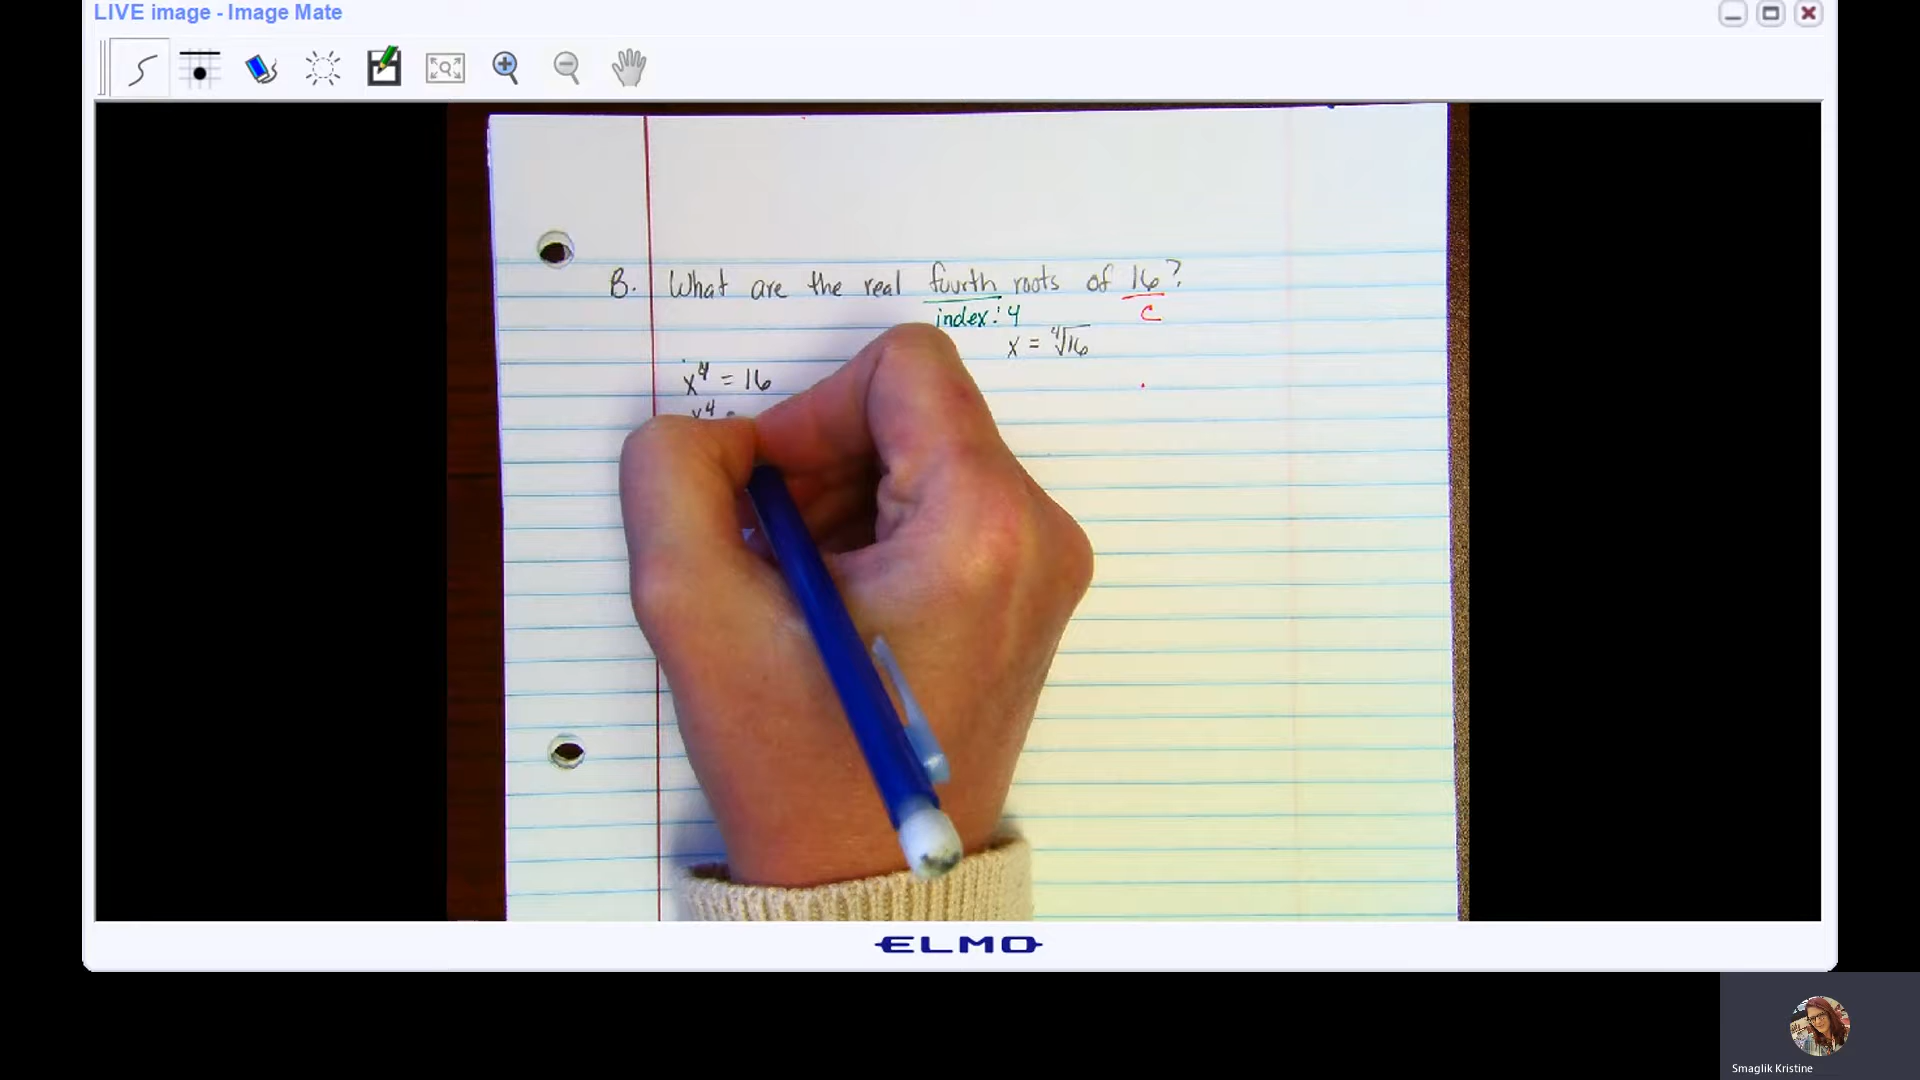 LIVE image - Image Mate
B. What are the real fourth roots of 16?
index: 4
C
x = ∜16
x⁴ = 16
x⁴
ELMO
Smaglik Kristine